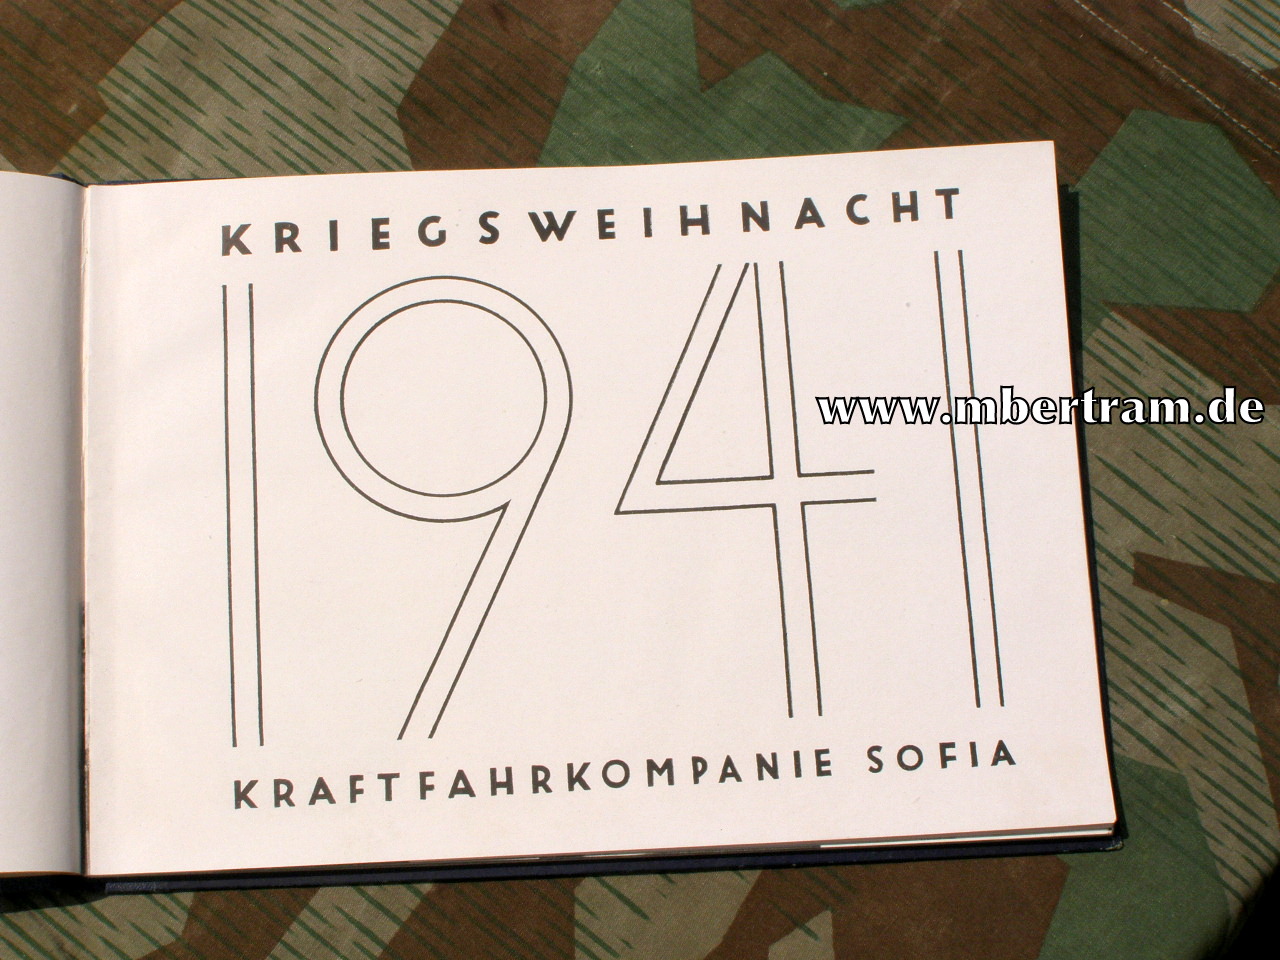 KRIEGSWEIHNACHT
1941
www.mbertram.de
KRAFTFAHRKOMPANIE SOFIA